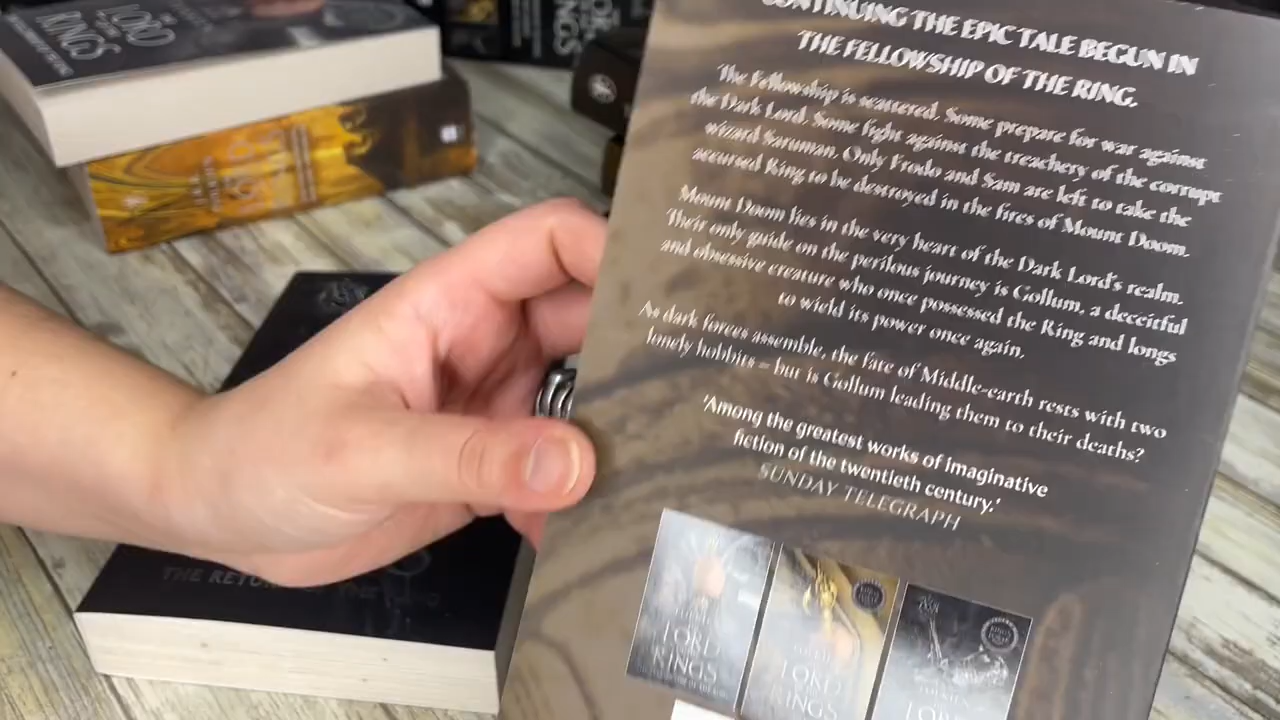 CONTINUING THE EPIC TALE BEGUN IN
THE FELLOWSHIP OF THE RING.
The Fellowship is scattered. Some prepare for war against
the Dark Lord. Some fight against the treachery of the corrupt
wizard Saruman. Only Frodo and Sam are left to take the
accursed Ring to be destroyed in the fires of Mount Doom.
Mount Doom lies in the very heart of the Dark Lord's realm.
Their only guide on the perilous journey is Gollum, a deceitful
and obsessive creature who once possessed the Ring and longs
to wield its power once again.
As dark forces assemble, the fate of Middle-earth rests with two
lonely hobbits – but is Gollum leading them to their deaths?
'Among the greatest works of imaginative
fiction of the twentieth century.'
SUNDAY TELEGRAPH
LORD
RINGS
LORD
RINGS
LORD
LORD
RINGS
LORD
THE RETURN